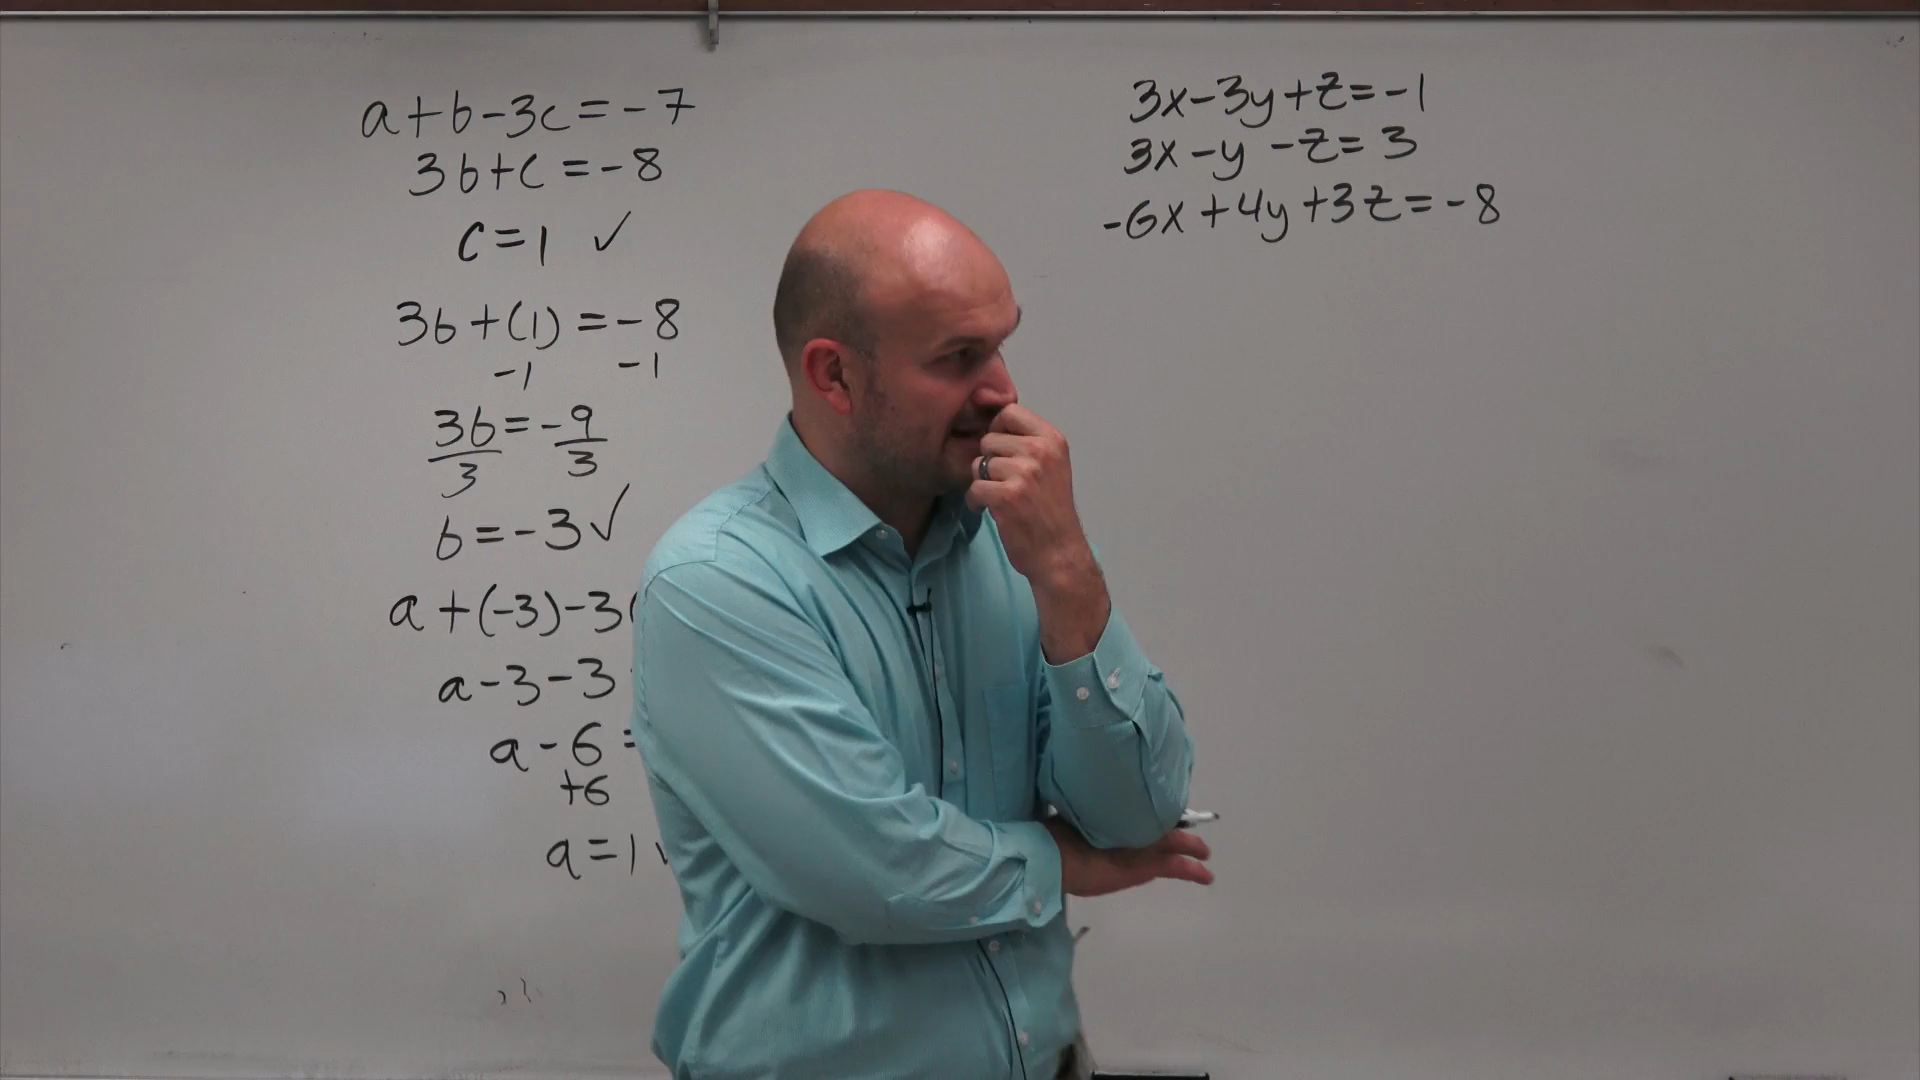 a+b-3c=-7
3b+c=-8
c=1 ✓
3b+(1)=-8
-1 -1
3b=-9
3 3
b=-3✓
a+(-3)-3(
a-3-3
a-6=
+6
a=1
3x-3y+z=-1
3x-y-z=3
-6x+4y+3z=-8